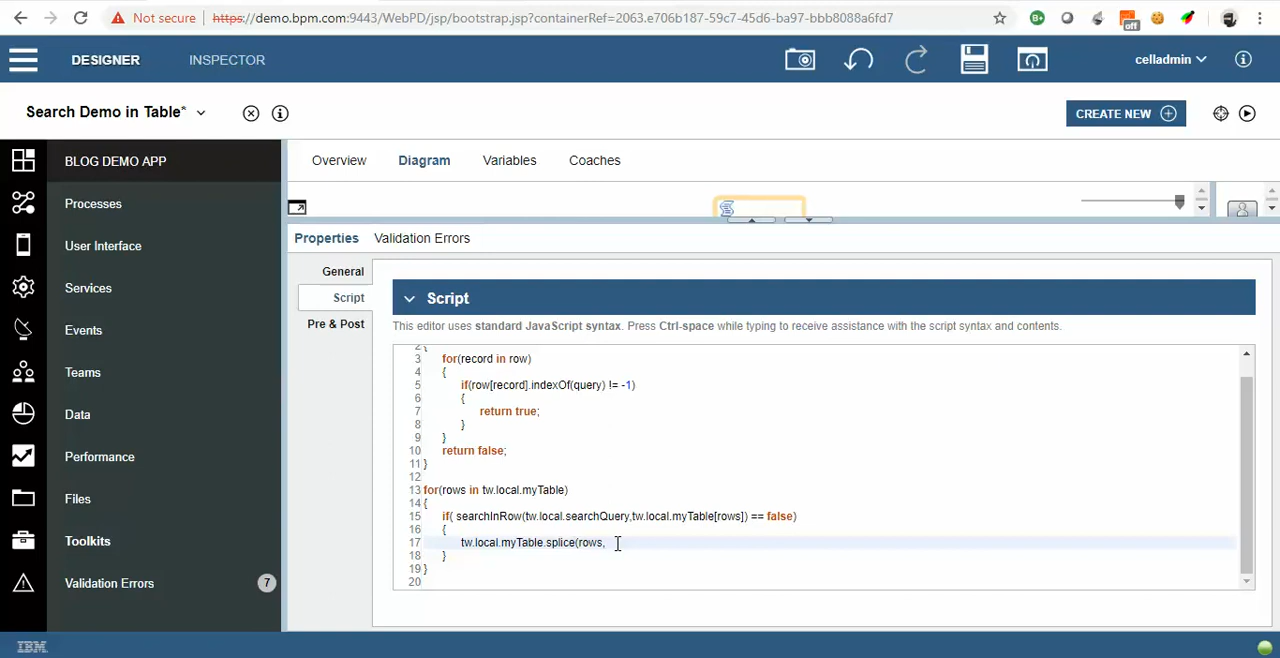 Not secure
https://demo.bpm.com:9443/WebPD/jsp/bootstrap.jsp?containerRef=2063.e706b187-59c7-45d6-ba97-bbb8088a6fd7
off
DESIGNER INSPECTOR
celladmin
Search Demo in Table*
CREATE NEW
BLOG DEMO APP
Processes
User Interface
Services
Events
Teams
Data
Performance
Files
Toolkits
Validation Errors 7
Overview Diagram Variables Coaches
Properties Validation Errors
General
Script
Pre & Post
Script
This editor uses standard JavaScript syntax. Press Ctrl-space while typing to receive assistance with the script syntax and contents.
2 {
3 for(record in row)
4 {
5 if(row[record].indexOf(query) != -1)
6 {
7 return true;
8 }
9 }
10 return false;
11 }
12
13 for(rows in tw.local.myTable)
14 {
15 if( searchInRow(tw.local.searchQuery,tw.local.myTable[rows]) == false)
16 {
17 tw.local.myTable.splice(rows,
18 }
19 }
20
IBM